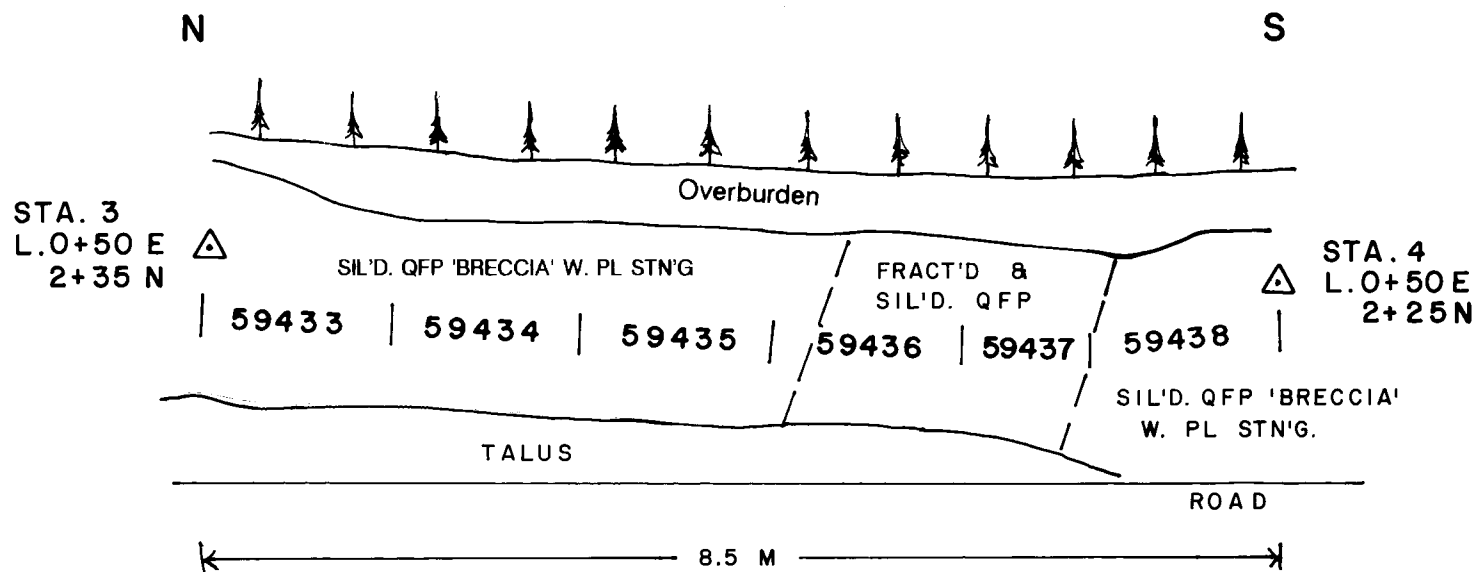 N
S
Overburden
STA. 3
L.0+50 E
2+35 N
SIL'D. QFP 'BRECCIA' W. PL STN'G
FRACT'D &
SIL'D. QFP
STA. 4
L.0+50E
2+25N
59433
59434
59435
59436
59437
59438
SIL'D. QFP 'BRECCIA'
W. PL STN'G.
TALUS
ROAD
8.5 M